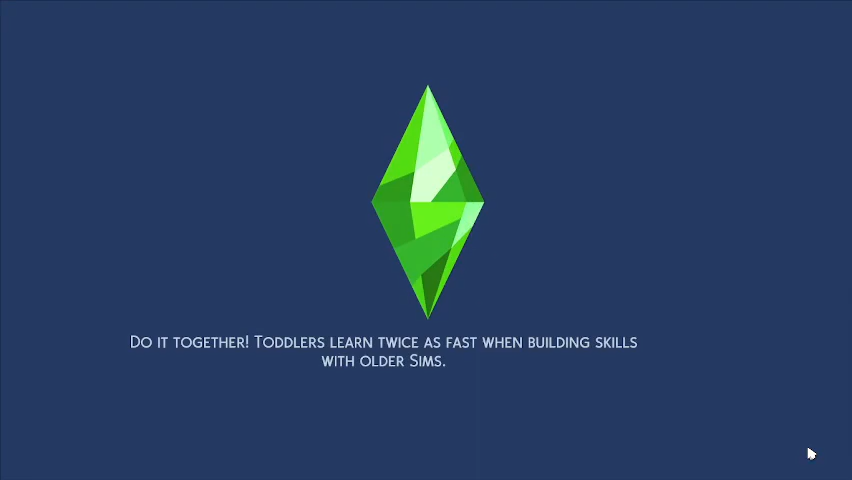 Do it together! Toddlers learn twice as fast when building skills
with older Sims.